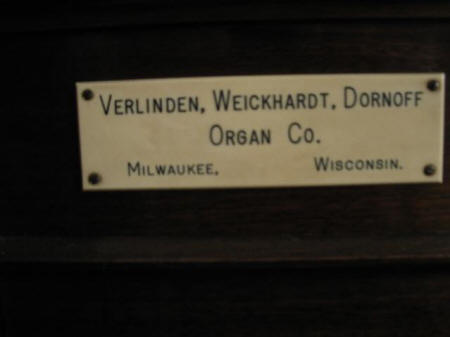 Verlinden, Weickhardt, Dornoff
Organ Co.
Milwaukee, Wisconsin.